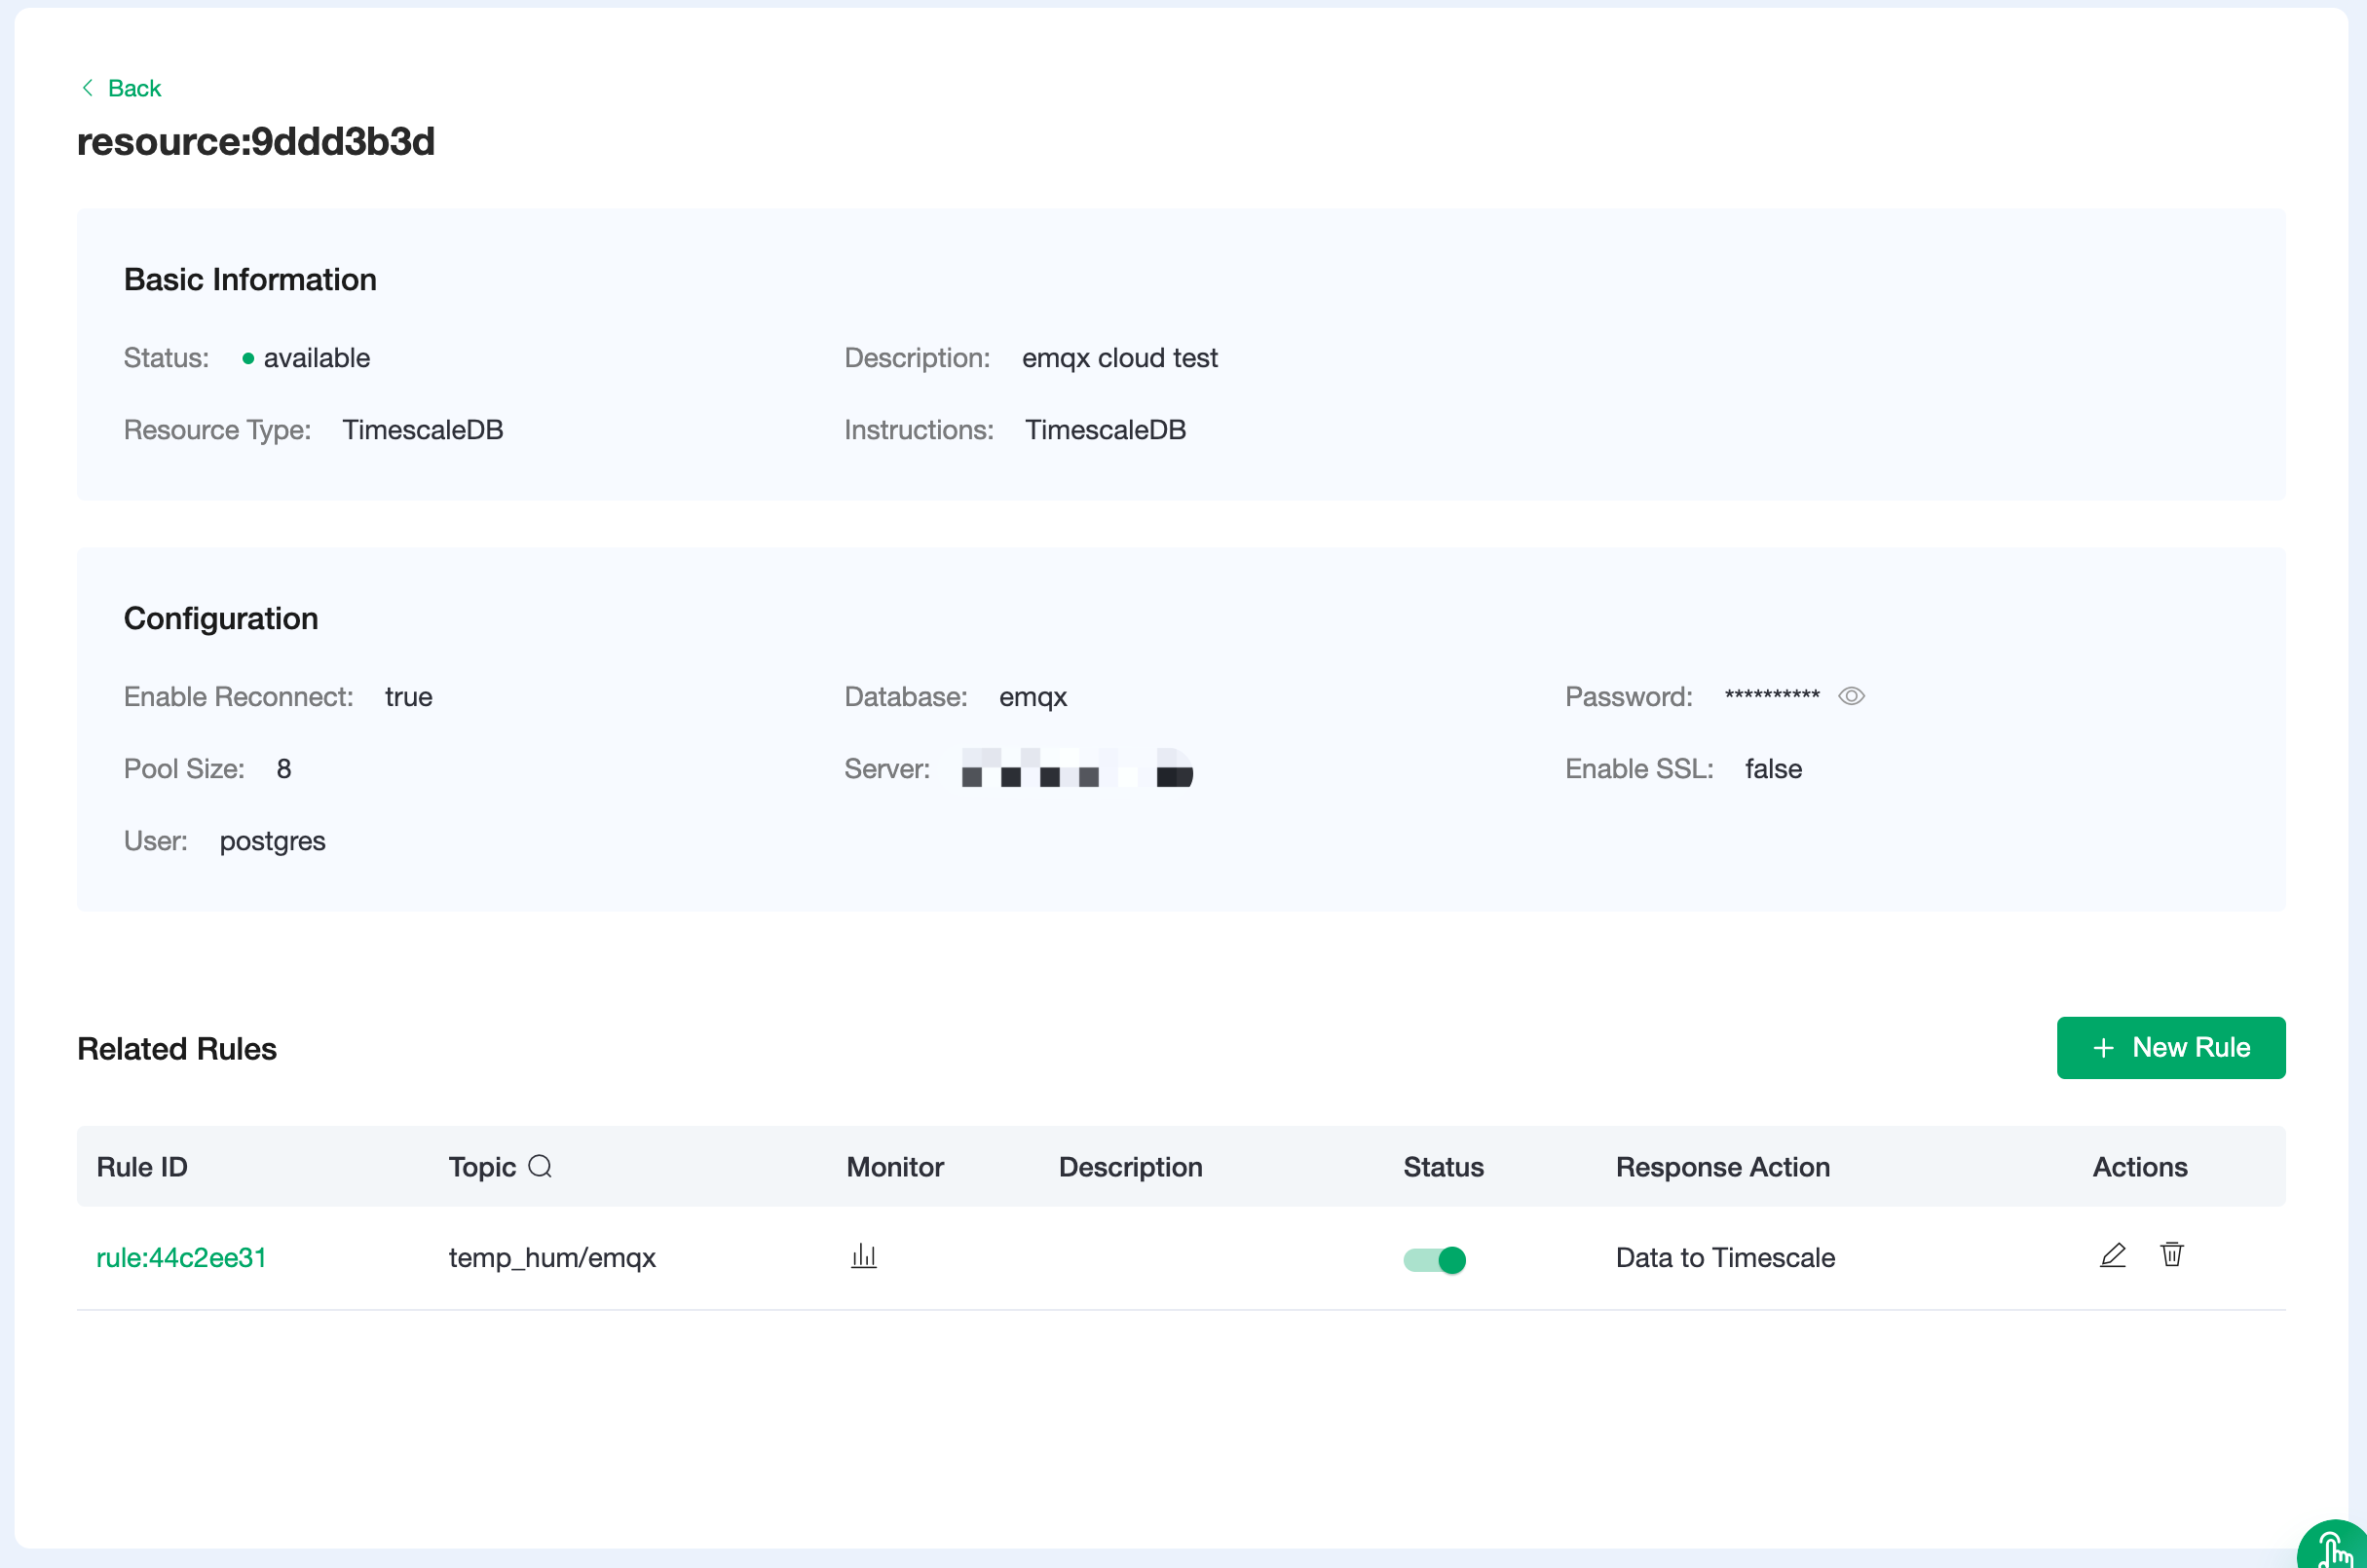 Back
resource:9ddd3b3d
Basic Information
Status: available Description: emqx cloud test
Resource Type: TimescaleDB Instructions: TimescaleDB
Configuration
Enable Reconnect: true Database: emqx Password: **********
Pool Size: 8 Server: Enable SSL: false
User: postgres
Related Rules + New Rule
Rule ID Topic Monitor Description Status Response Action Actions
rule:44c2ee31 temp_hum/emqx Data to Timescale